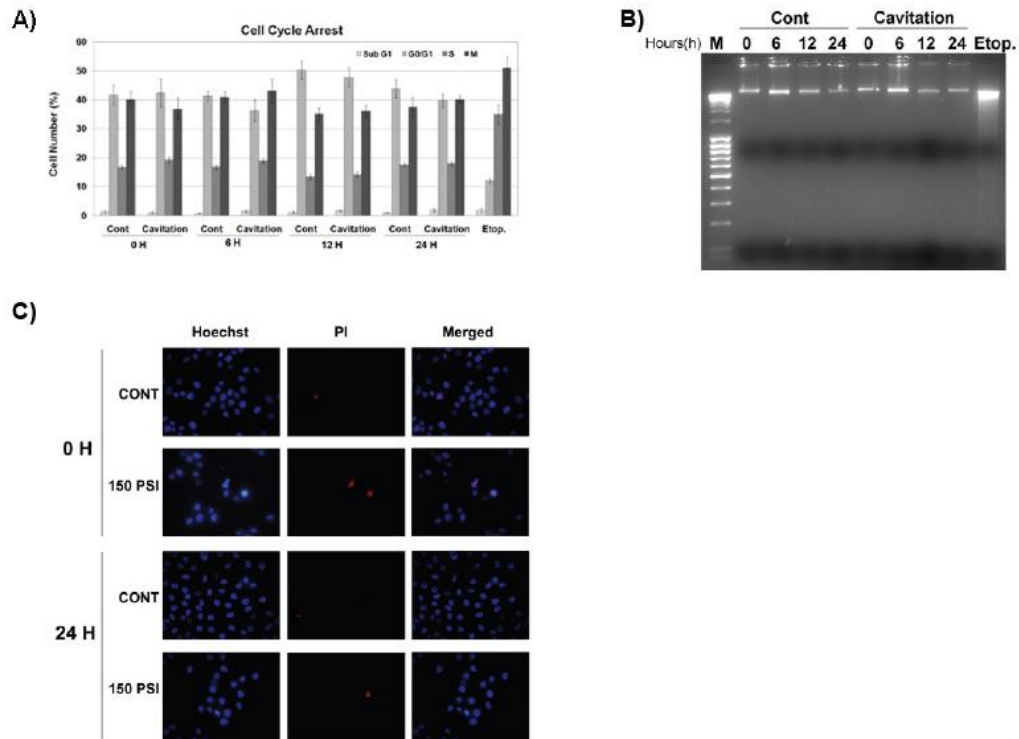 A)
Cell Cycle Arrest
Sub G1 G0/G1 S M
Cell Number (%)
60
50
40
30
20
10
0
Cont Cavitation Cont Cavitation Cont Cavitation Cont Cavitation Etop.
0 H 6 H 12 H 24 H
B)
Cont Cavitation
Hours(h) M 0 6 12 24 0 6 12 24 Etop.
C)
Hoechst PI Merged
0 H
CONT
150 PSI
24 H
CONT
150 PSI